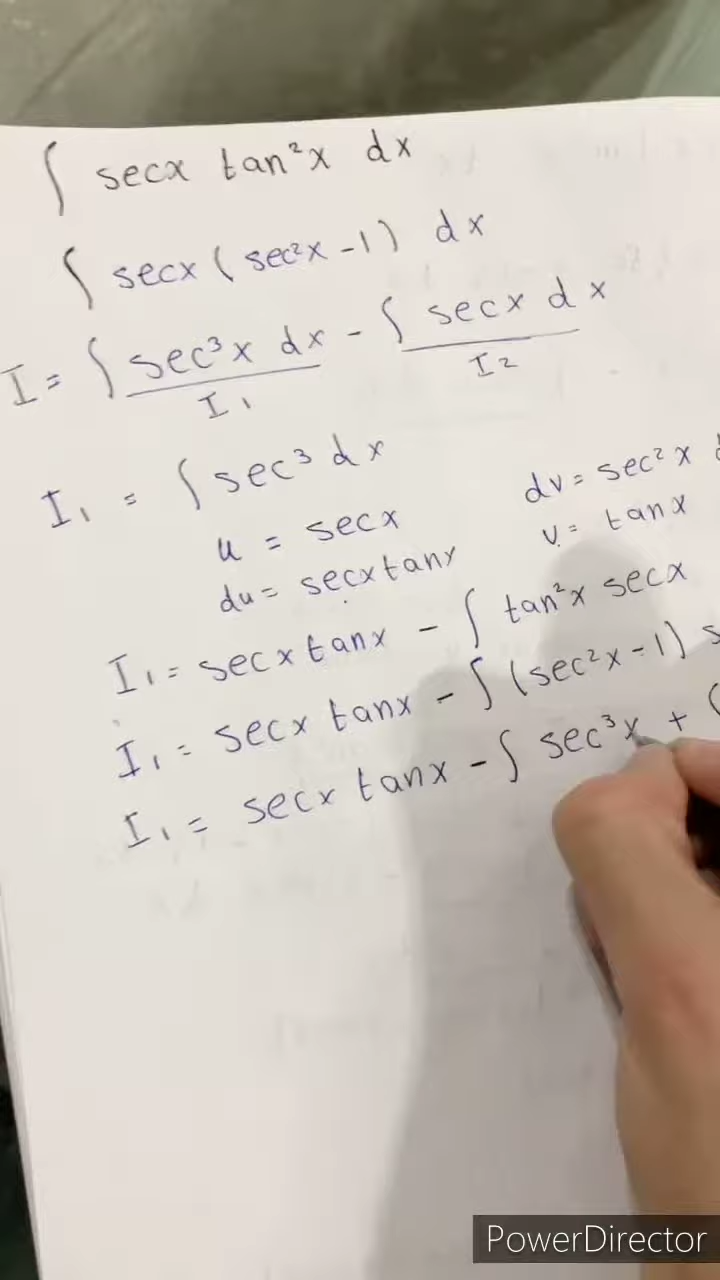 ∫ secx tan²x dx
∫ secx (sec²x -1) dx
I = ∫ sec³x dx - ∫ secx dx
I₁ I₂
I₁ = ∫ sec³ dx
u = secx dv = sec²x d
du = secx tanx v = tanx
I₁ = secx tanx - ∫ tan²x secx
I₁ = secx tanx - ∫ (sec²x -1) s
I₁ = secx tanx - ∫ sec³x + ∫
PowerDirector